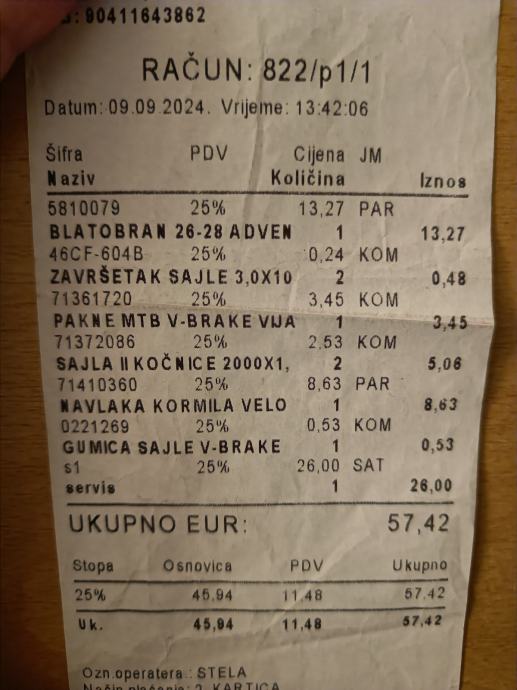 : 90411643862
RAČUN: 822/p1/1
Datum: 09.09.2024. Vrijeme: 13:42:06
Šifra PDV Cijena JM
Naziv Količina Iznos
5810079 25% 13,27 PAR
BLATOBRAN 26-28 ADVEN 1 13,27
46CF-604B 25% 0,24 KOM
ZAVRŠETAK SAJLE 3,0X10 2 0,48
71361720 25% 3,45 KOM
PAKNE MTB V-BRAKE VIJA 1 3,45
71372086 25% 2,53 KOM
SAJLA II KOČNICE 2000X1, 2 5,06
71410360 25% 8,63 PAR
NAVLAKA KORMILA VELO 1 8,63
0221269 25% 0,53 KOM
GUMICA SAJLE V-BRAKE 1 0,53
s1 25% 26,00 SAT
servis 1 26,00
UKUPNO EUR: 57,42
Stopa Osnovica PDV Ukupno
25% 45,94 11,48 57,42
Uk. 45,94 11,48 57,42
Ozn.operatera.: STELA
Način plaćanja: 2 KARTICA